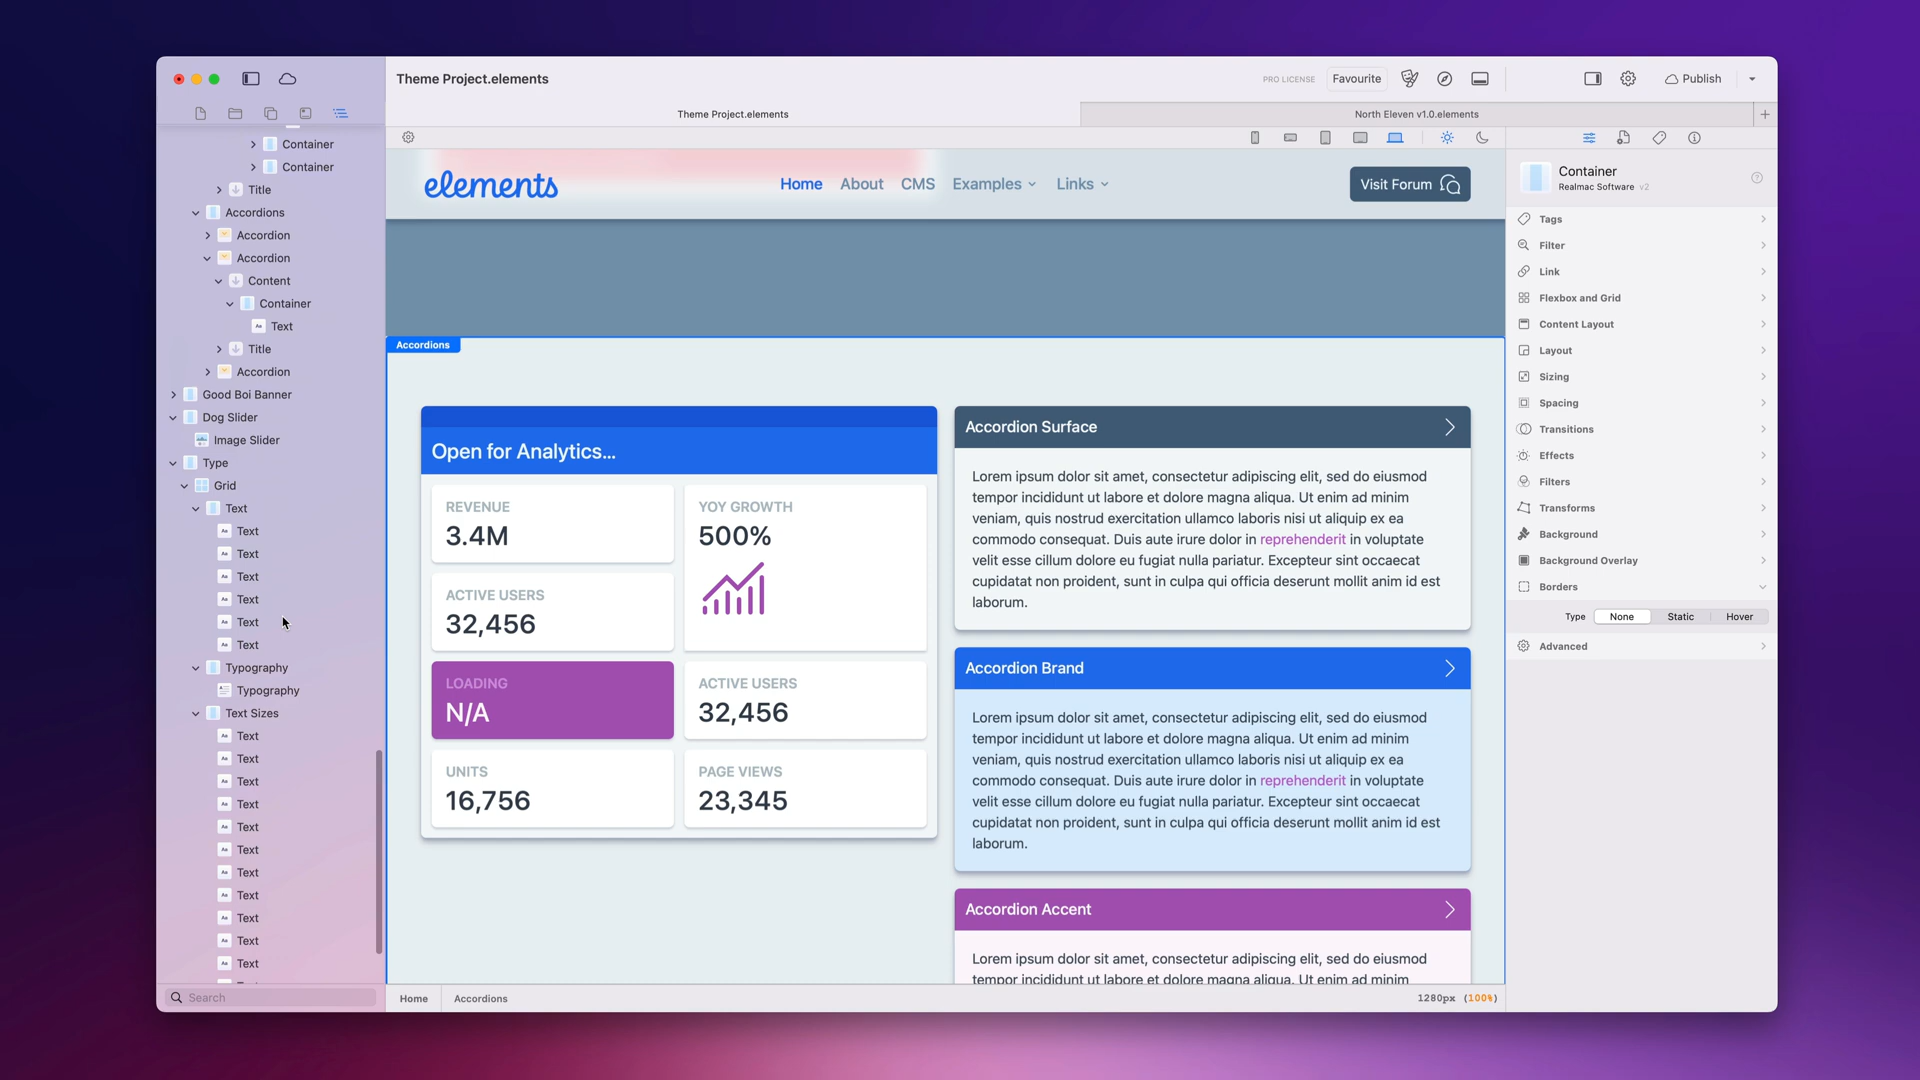 Theme Project.elements
PRO LICENSE
Favourite
Publish
Theme Project.elements
North Eleven v1.0.elements
Container
Container
Title
Accordions
Accordion
Accordion
Content
Container
Text
Title
Accordion
Good Boi Banner
Dog Slider
Image Slider
Type
Grid
Text
Text
Text
Text
Text
Text
Text
Typography
Typography
Text Sizes
Text
Text
Text
Text
Text
Text
Text
Text
Text
Text
Text
Search
elements
Home About CMS Examples Links
Visit Forum
Accordions
Open for Analytics...
REVENUE
3.4M
YOY GROWTH
500%
ACTIVE USERS
32,456
LOADING
N/A
ACTIVE USERS
32,456
UNITS
16,756
PAGE VIEWS
23,345
Accordion Surface
Lorem ipsum dolor sit amet, consectetur adipiscing elit, sed do eiusmod
tempor incididunt ut labore et dolore magna aliqua. Ut enim ad minim
veniam, quis nostrud exercitation ullamco laboris nisi ut aliquip ex ea
commodo consequat. Duis aute irure dolor in reprehenderit in voluptate
velit esse cillum dolore eu fugiat nulla pariatur. Excepteur sint occaecat
cupidatat non proident, sunt in culpa qui officia deserunt mollit anim id est
laborum.
Accordion Brand
Lorem ipsum dolor sit amet, consectetur adipiscing elit, sed do eiusmod
tempor incididunt ut labore et dolore magna aliqua. Ut enim ad minim
veniam, quis nostrud exercitation ullamco laboris nisi ut aliquip ex ea
commodo consequat. Duis aute irure dolor in reprehenderit in voluptate
velit esse cillum dolore eu fugiat nulla pariatur. Excepteur sint occaecat
cupidatat non proident, sunt in culpa qui officia deserunt mollit anim id est
laborum.
Accordion Accent
Lorem ipsum dolor sit amet, consectetur adipiscing elit, sed do eiusmod
tempor incididunt ut labore et dolore magna aliqua. Ut enim ad minim
Home
Accordions
1280px (100%)
Container
Realmac Software v2
Tags
Filter
Link
Flexbox and Grid
Content Layout
Layout
Sizing
Spacing
Transitions
Effects
Filters
Transforms
Background
Background Overlay
Borders
Type None Static Hover
Advanced